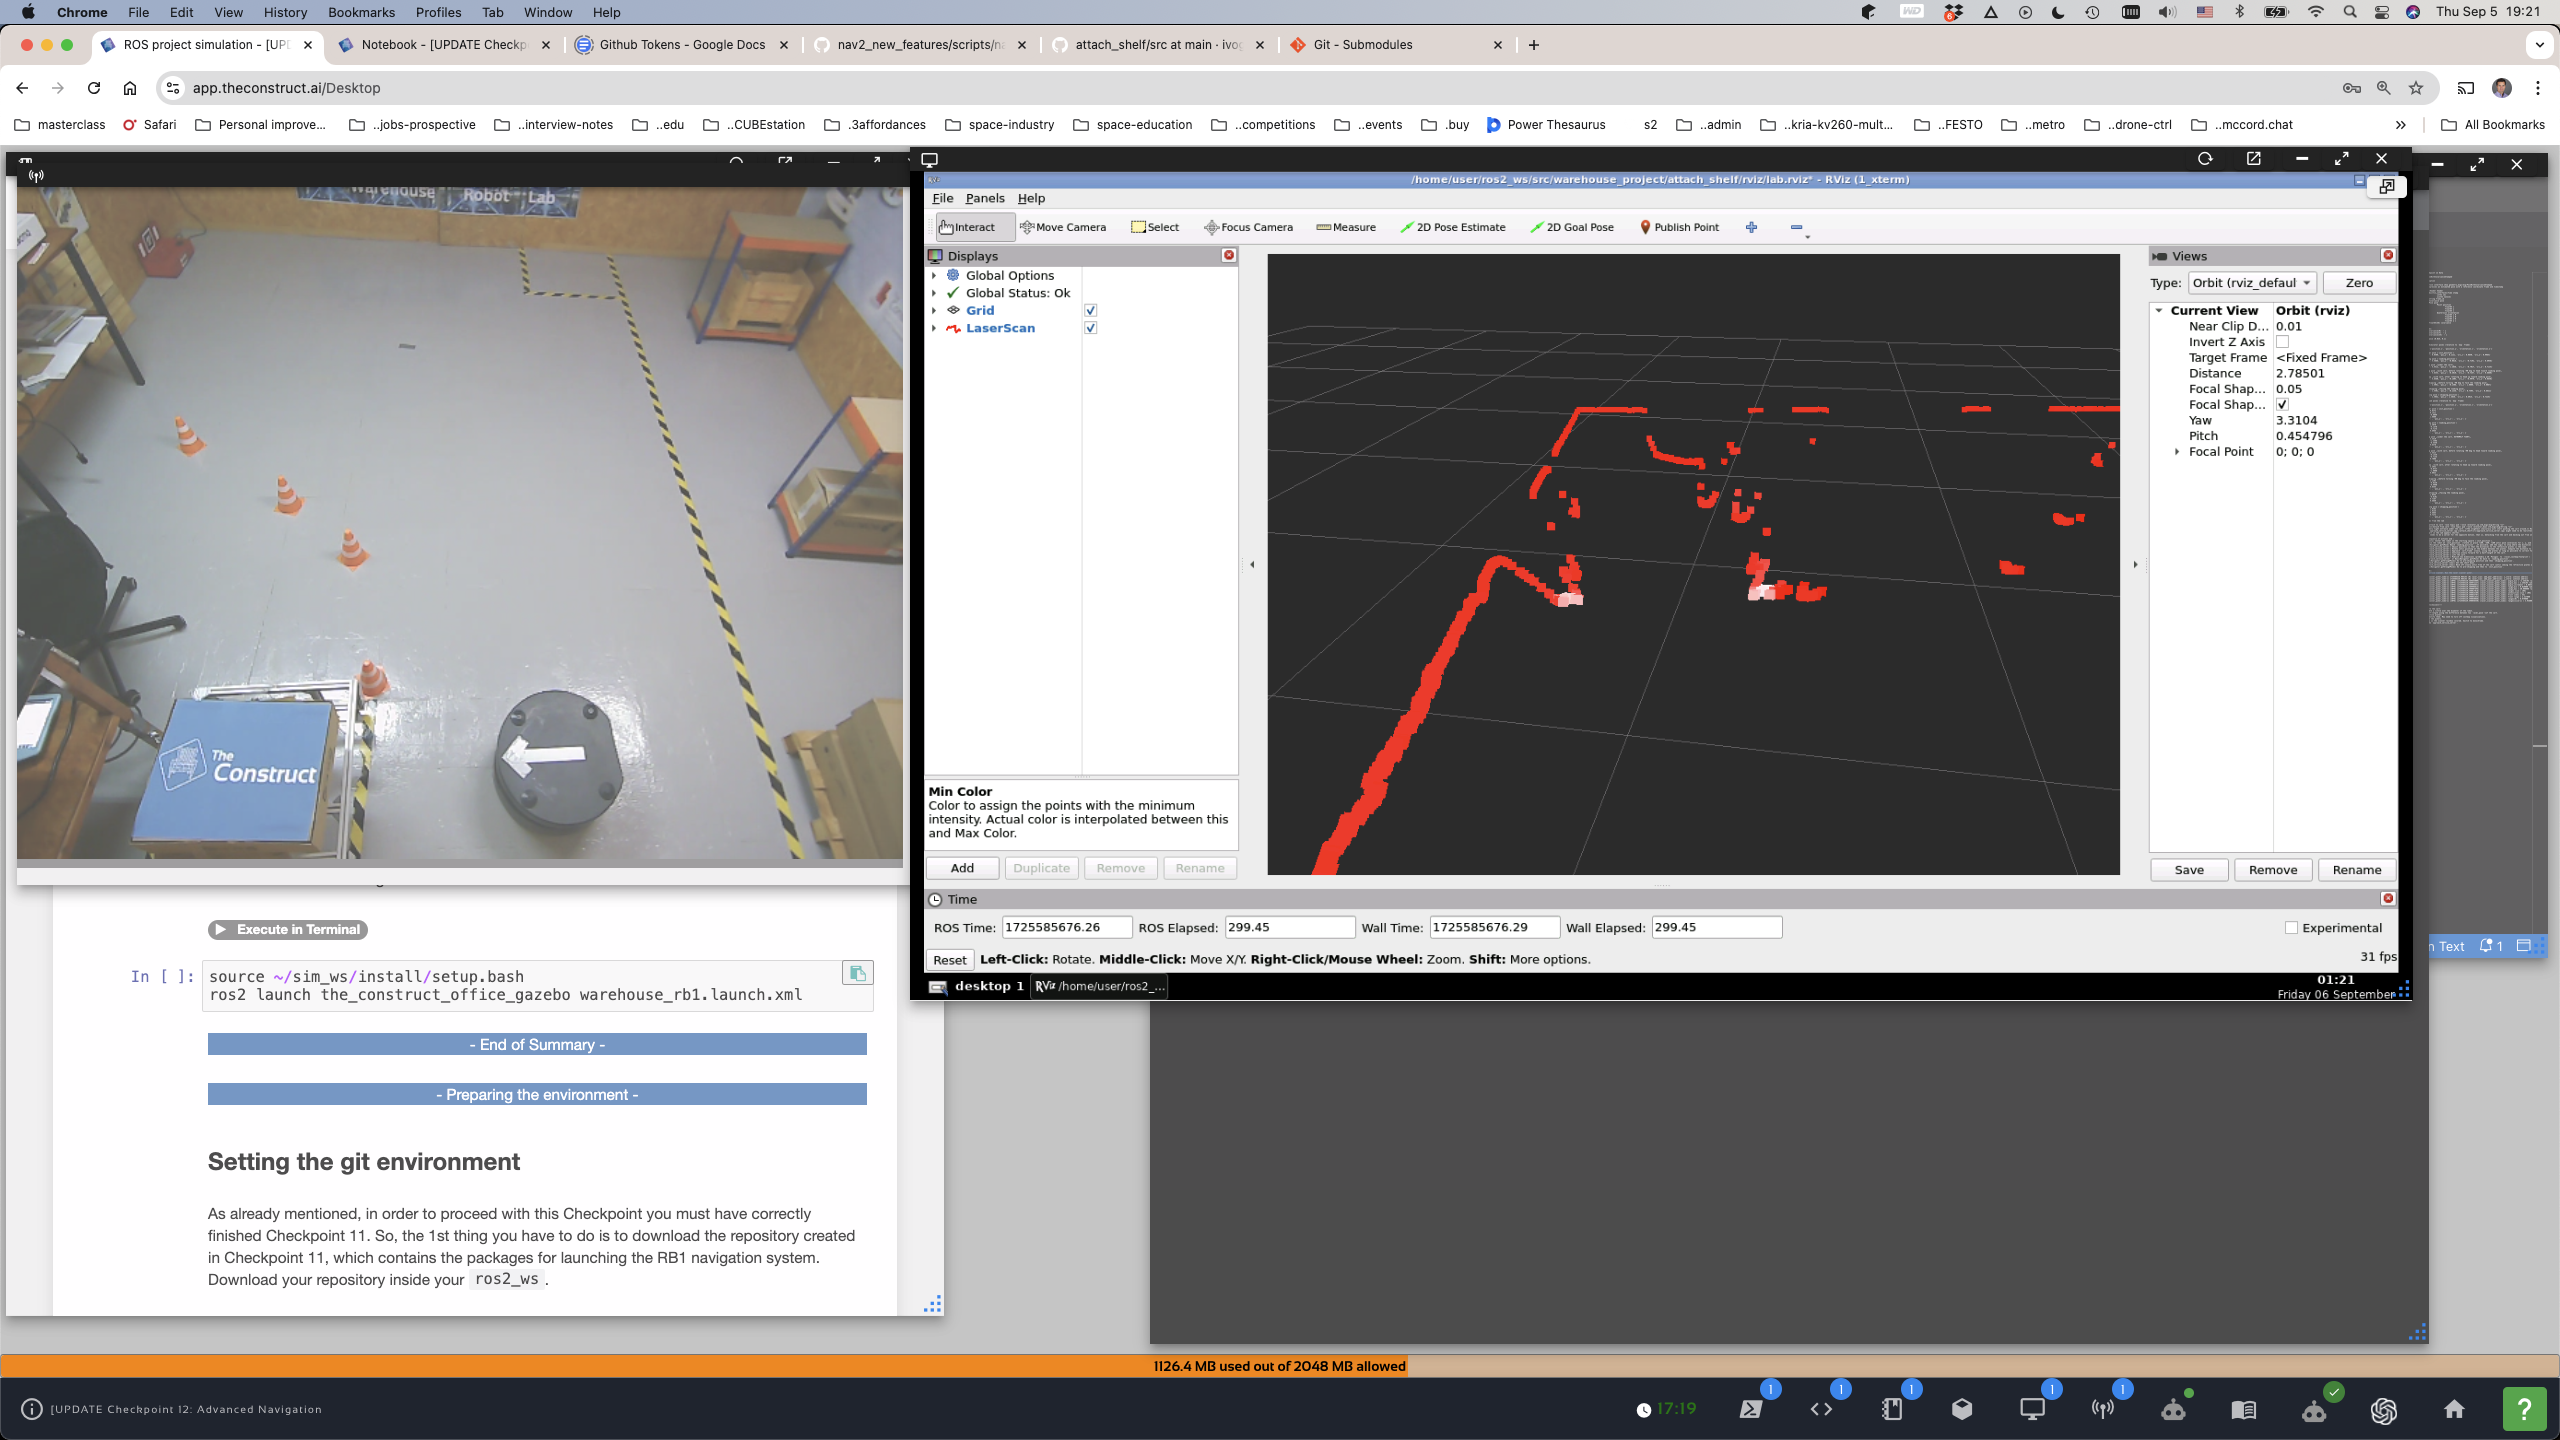 Chrome File Edit View History Bookmarks Profiles Tab Window Help
Thu Sep 5 19:21
ROS project simulation - [UPD
Notebook - [UPDATE Checkp
Github Tokens - Google Docs
nav2_new_features/scripts/n
attach_shelf/src at main · ivo
Git - Submodules
app.theconstruct.ai/Desktop
masterclass Safari Personal improve... ..jobs-prospective ..interview-notes ..edu ..CUBEstation .3affordances space-industry space-education ..competitions ..events .buy Power Thesaurus s2 ..admin ..kria-kv260-mult... ..FESTO ..metro ..drone-ctrl ..mccord.chat » All Bookmarks
Warehouse Robot Lab
The
Construct
/home/user/ros2_ws/src/warehouse_project/attach_shelf/rviz/lab.rviz* - RViz (1_xterm)
File Panels Help
Interact Move Camera Select Focus Camera Measure 2D Pose Estimate 2D Goal Pose Publish Point
Displays
Global Options
Global Status: Ok
Grid
LaserScan
Min Color
Color to assign the points with the minimum
intensity. Actual color is interpolated between this
and Max Color.
Add Duplicate Remove Rename
Views
Type: Orbit (rviz_defaul Zero
Current View Orbit (rviz)
Near Clip D... 0.01
Invert Z Axis
Target Frame <Fixed Frame>
Distance 2.78501
Focal Shap... 0.05
Focal Shap...
Yaw 3.3104
Pitch 0.454796
Focal Point 0; 0; 0
Save Remove Rename
Time
ROS Time: 1725585676.26 ROS Elapsed: 299.45 Wall Time: 1725585676.29 Wall Elapsed: 299.45 Experimental
Reset Left-Click: Rotate. Middle-Click: Move X/Y. Right-Click/Mouse Wheel: Zoom. Shift: More options. 31 fps
desktop 1 RViz /home/user/ros2_...
01:21
Friday 06 September
n Text 1
Execute in Terminal
In [ ]:
source ~/sim_ws/install/setup.bash
ros2 launch the_construct_office_gazebo warehouse_rb1.launch.xml
- End of Summary -
- Preparing the environment -
Setting the git environment
As already mentioned, in order to proceed with this Checkpoint you must have correctly
finished Checkpoint 11. So, the 1st thing you have to do is to download the repository created
in Checkpoint 11, which contains the packages for launching the RB1 navigation system.
Download your repository inside your ros2_ws .
1126.4 MB used out of 2048 MB allowed
[UPDATE Checkpoint 12: Advanced Navigation
17:19
1 1 1 1 1
?